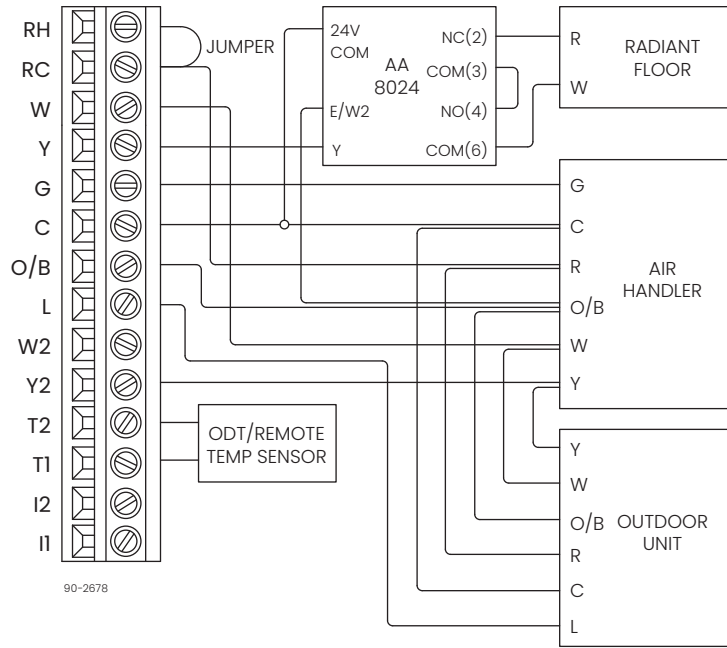 RH
RC
W
Y
G
C
O/B
L
W2
Y2
T2
T1
I2
I1
JUMPER
24V
COM
E/W2
Y
AA
8024
NC(2)
COM(3)
NO(4)
COM(6)
R
W
RADIANT
FLOOR
G
C
R
O/B
W
Y
AIR
HANDLER
Y
W
O/B
R
C
L
OUTDOOR
UNIT
ODT/REMOTE
TEMP SENSOR
90-2678